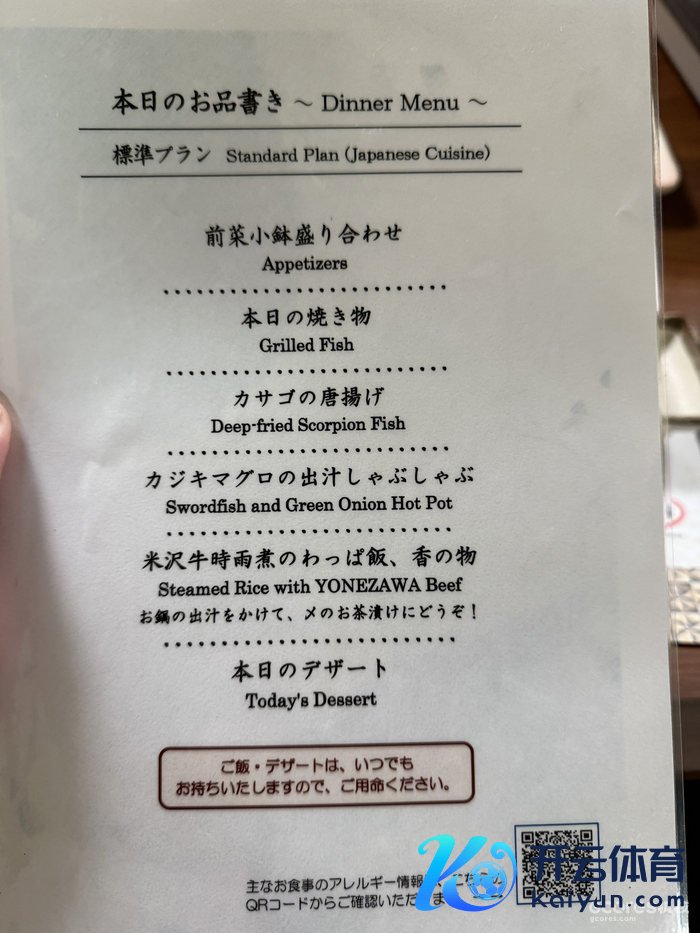 本日のお品書き ～ Dinner Menu ～
標準プラン Standard Plan (Japanese Cuisine)
前菜小鉢盛り合わせ
Appetizers
本日の焼き物
Grilled Fish
カサゴの唐揚げ
Deep-fried Scorpion Fish
カジキマグロの出汁しゃぶしゃぶ
Swordfish and Green Onion Hot Pot
米沢牛時雨煮のわっぱ飯、香の物
Steamed Rice with YONEZAWA Beef
お鍋の出汁をかけて、〆のお茶漬けにどうぞ！
本日のデザート
Today's Dessert
ご飯・デザートは、いつでも
お持ちいたしますので、ご用命ください。
主なお食事のアレルギー情報
QRコードからご確認いただ
开云体育
kaiyun.com
gcores.com